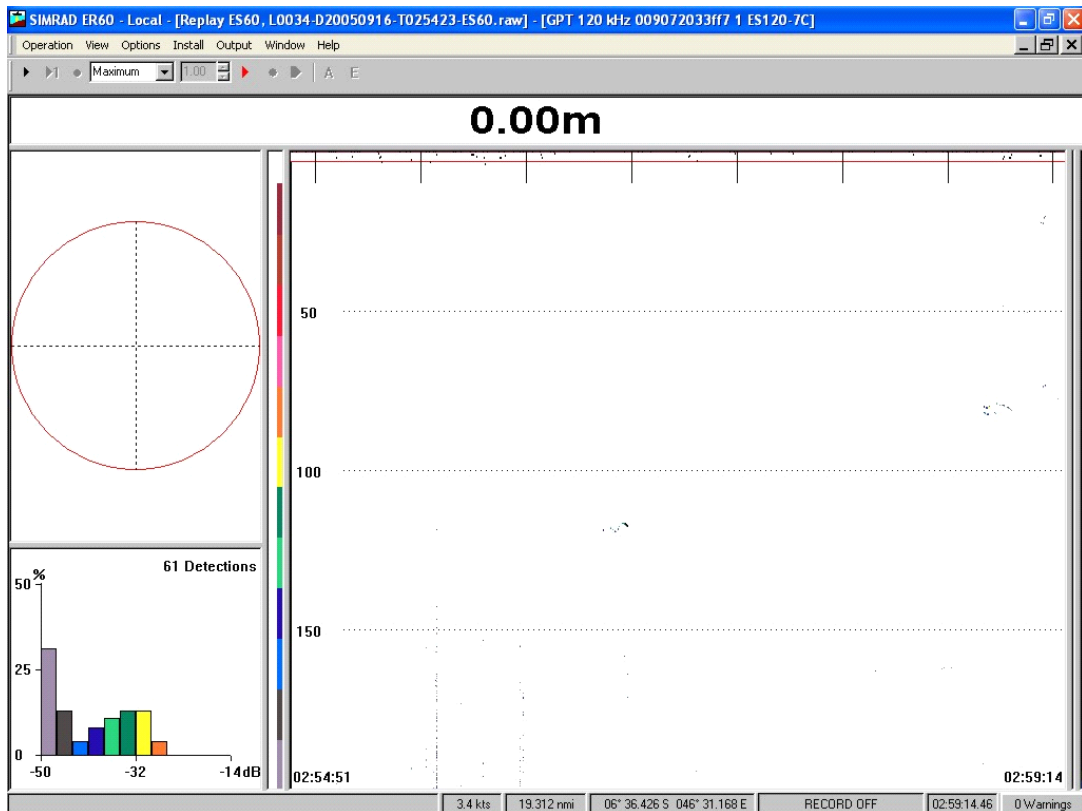 SIMRAD ER60 - Local - [Replay ES60, L0034-D20050916-T025423-ES60.raw] - [GPT 120 kHz 009072033ff7 1 ES120-7C]
Operation View Options Install Output Window Help
Maximum 1.00 A E
0.00m
50
100
150
02:54:51 02:59:14
61 Detections
%
50
25
0
-50 -32 -14dB
3.4 kts 19.312 nmi 06° 36.426 S 046° 31.168 E RECORD OFF 02:59:14.46 0 Warnings